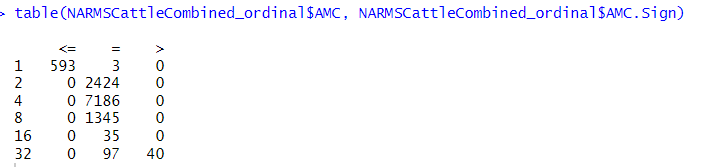 > table(NARMSCattleCombined_ordinal$AMC, NARMSCattleCombined_ordinal$AMC.Sign)
<= = >
1 593 3 0
2 0 2424 0
4 0 7186 0
8 0 1345 0
16 0 35 0
32 0 97 40